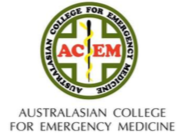 AUSTRALASIAN COLLEGE FOR EMERGENCY MEDICINE
ACEM
AUSTRALASIAN COLLEGE
FOR EMERGENCY MEDICINE